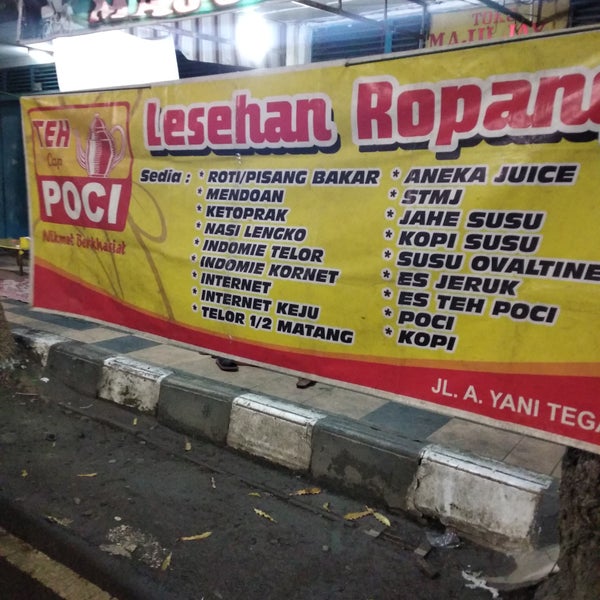 TOKO
TEH
Cap
POCI
Nikmat Berkhasiat
Lesehan Ropang
Sedia :
* ROTI/PISANG BAKAR
* MENDOAN
* KETOPRAK
* NASI LENGKO
* INDOMIE TELOR
* INDOMIE KORNET
* INTERNET
* INTERNET KEJU
* TELOR 1/2 MATANG
* ANEKA JUICE
* STMJ
* JAHE SUSU
* KOPI SUSU
* SUSU OVALTINE
* ES JERUK
* ES TEH POCI
* POCI
* KOPI
JL. A. YANI TEGA